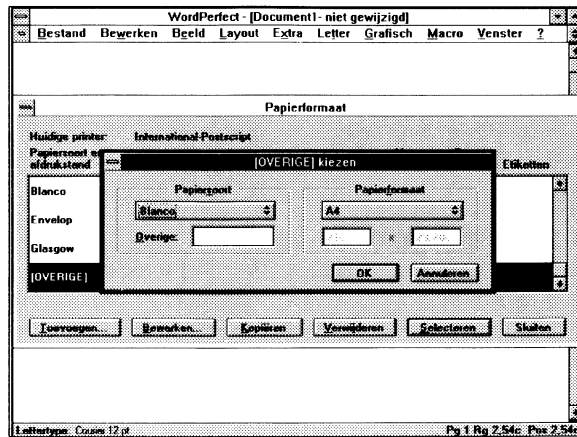 WordPerfect - [Document1- niet gewijzigd]
Bestand Bewerken Beeld Layout Extra Letter Grafisch Macro Venster ?
Papierformaat
Huidige printer: International-Postscript
Papiersoort en
afdrukstand
Etiketten
[OVERIGE] kiezen
Papiersoort Papierformaat
Blanco A4
Overige: x
OK Annuleren
Blanco
Envelop
Glasgow
[OVERIGE]
Toevoegen... Bewerken... Kopiëren Verwijderen Selecteren Sluiten
Lettertype: Courier 12 pt Pg 1 Rg 2,54c Pos 2,54c